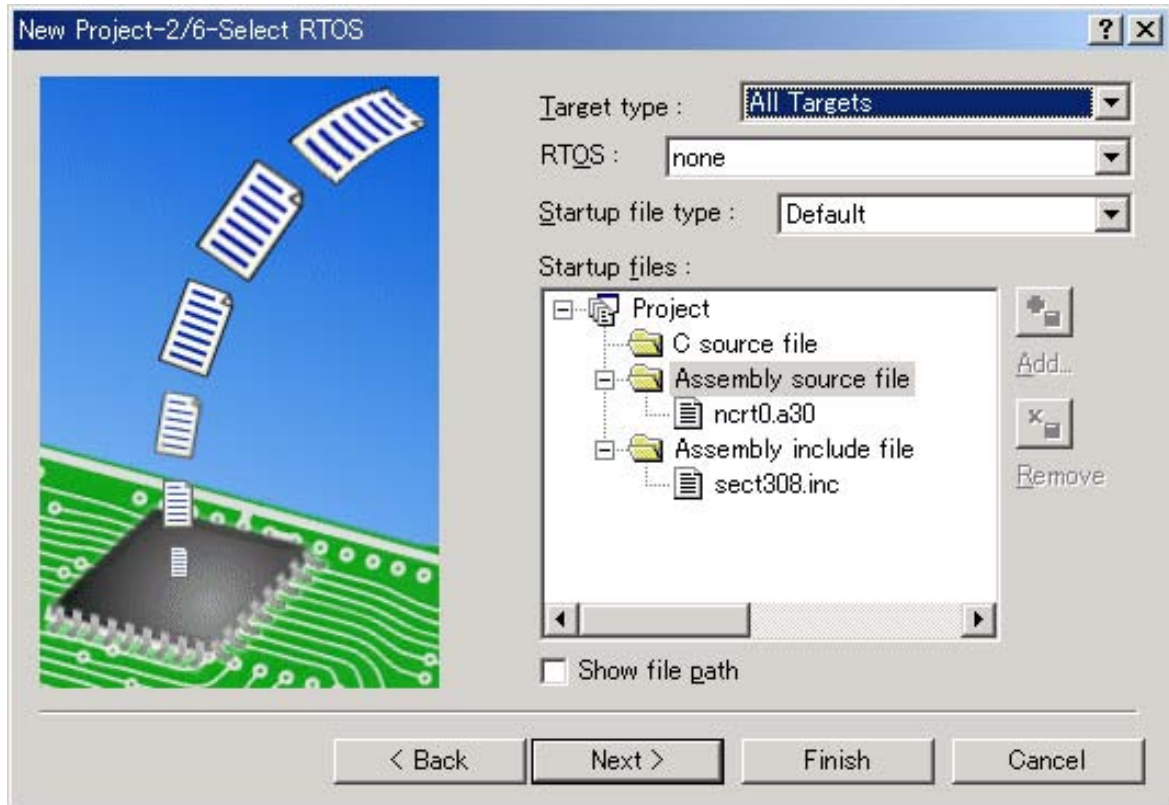 New Project-2/6-Select RTOS
Target type : All Targets
RTOS : none
Startup file type : Default
Startup files :
Project
C source file
Add...
Assembly source file
ncrt0.a30
Assembly include file
Remove
sect308.inc
Show file path
< Back Next > Finish Cancel